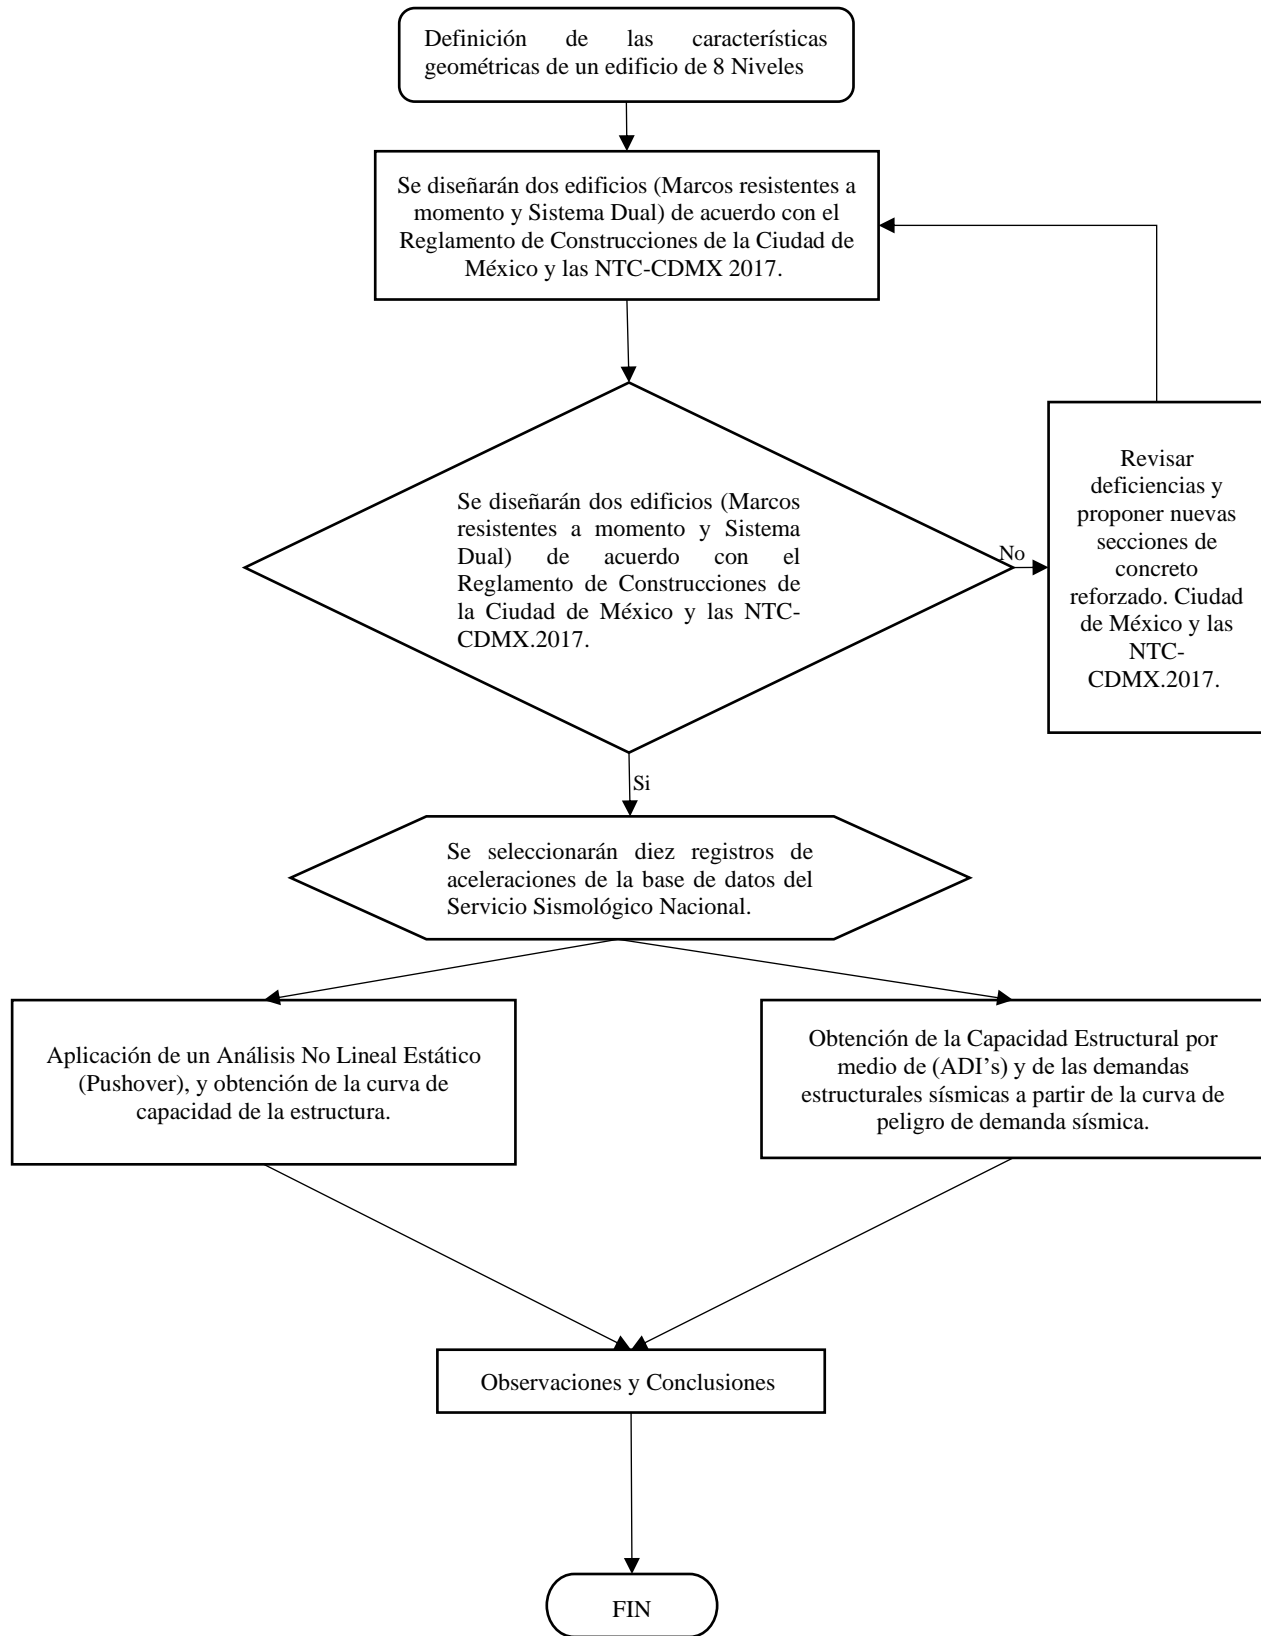 Definición de las características
geométricas de un edificio de 8 Niveles
Se diseñarán dos edificios (Marcos resistentes a
momento y Sistema Dual) de acuerdo con el
Reglamento de Construcciones de la Ciudad de
México y las NTC-CDMX 2017.
Se diseñarán dos edificios (Marcos
resistentes a momento y Sistema
Dual) de acuerdo con el
Reglamento de Construcciones de
la Ciudad de México y las NTC-
CDMX.2017.
No
Revisar
deficiencias y
proponer nuevas
secciones de
concreto
reforzado. Ciudad
de México y las
NTC-
CDMX.2017.
Si
Se seleccionarán diez registros de
aceleraciones de la base de datos del
Servicio Sismológico Nacional.
Aplicación de un Análisis No Lineal Estático
(Pushover), y obtención de la curva de
capacidad de la estructura.
Obtención de la Capacidad Estructural por
medio de (ADI’s) y de las demandas
estructurales sísmicas a partir de la curva de
peligro de demanda sísmica.
Observaciones y Conclusiones
FIN